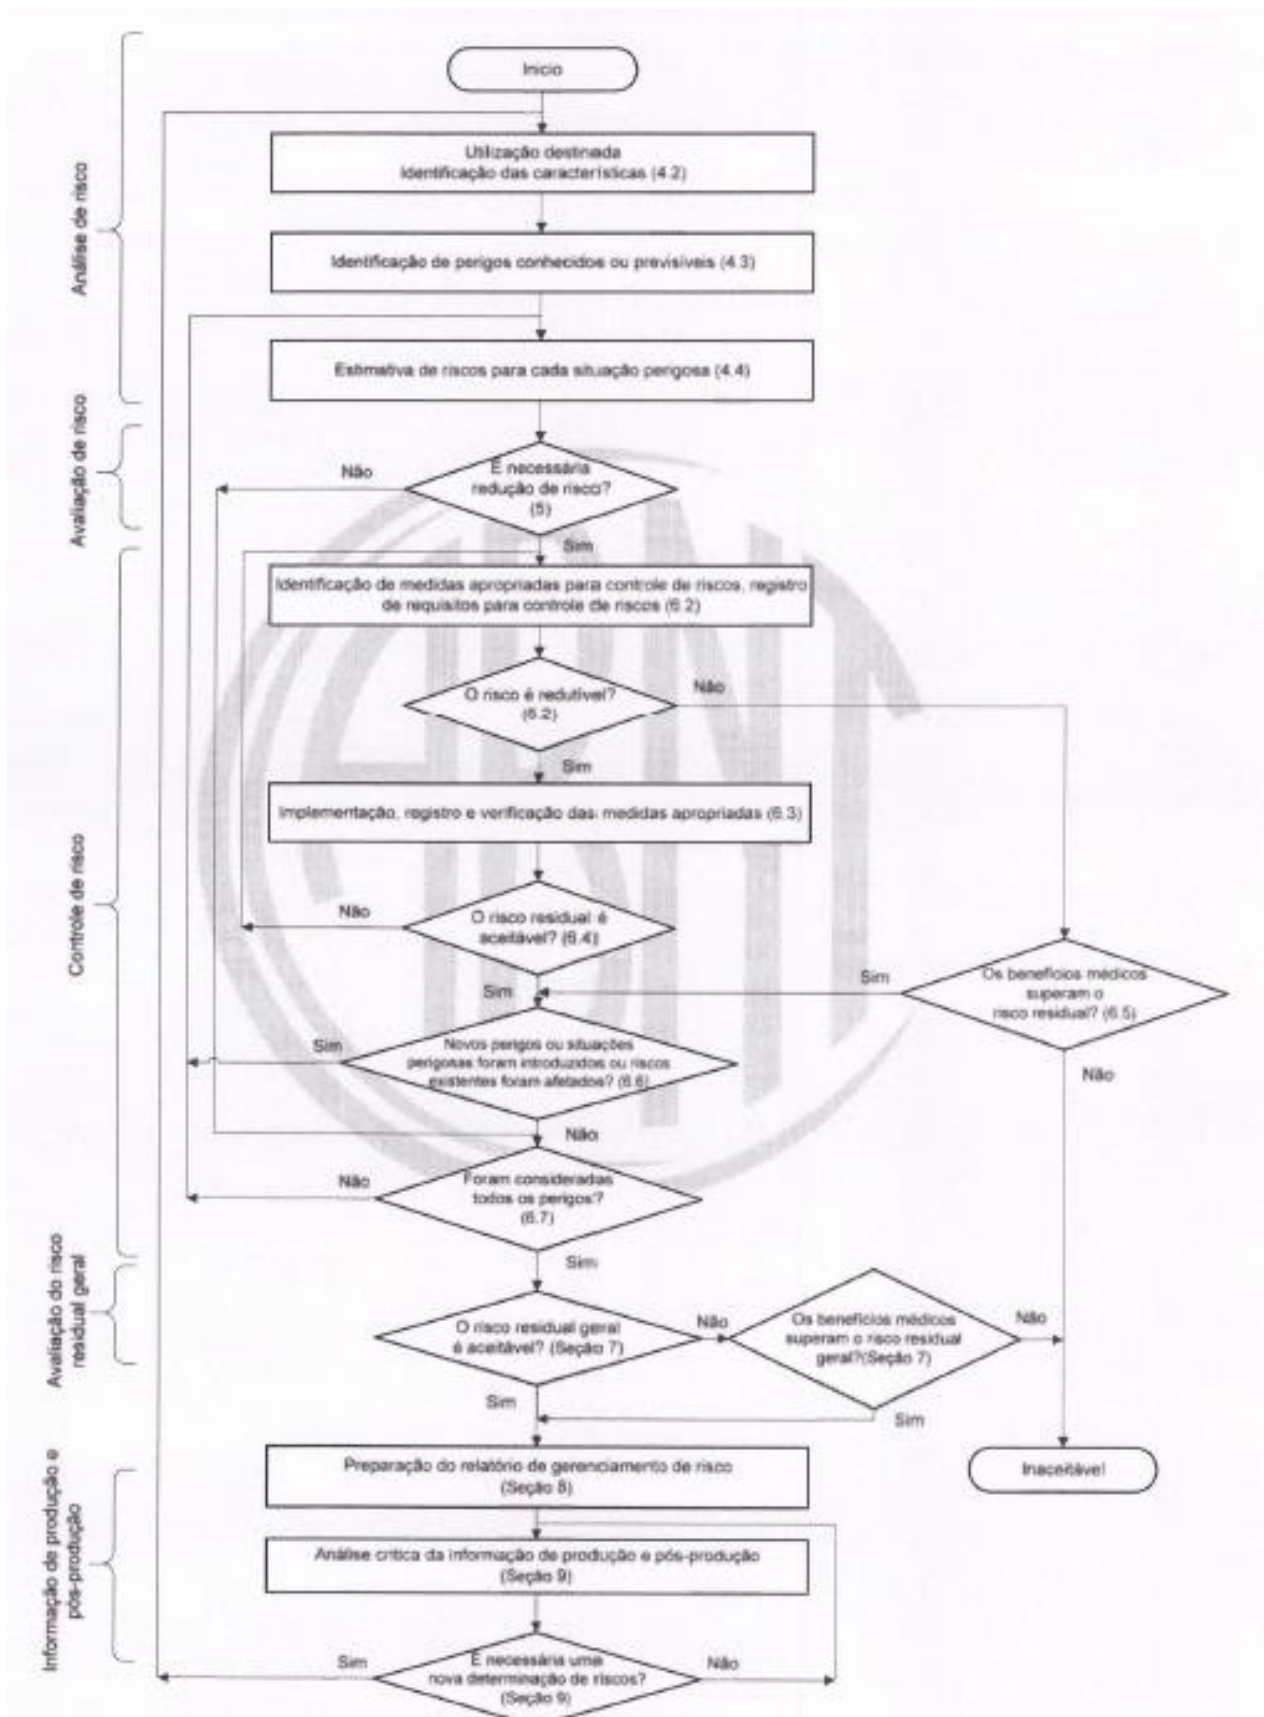 Início
Utilização destinada
Identificação das características (4.2)
Análise de risco
Identificação de perigos conhecidos ou previsíveis (4.3)
Estimativa de riscos para cada situação perigosa (4.4)
Avaliação de risco
É necessária
redução de risco?
(5)
Não
Sim
Identificação de medidas apropriadas para controle de riscos, registro
de requisitos para controle de riscos (6.2)
O risco é redutível?
(6.2)
Não
Sim
Implementação, registro e verificação das medidas apropriadas (6.3)
Controle de risco
O risco residual é
aceitável? (6.4)
Não
Sim
Os benefícios médicos
superam o
risco residual? (6.5)
Sim
Não
Novos perigos ou situações
perigosas foram introduzidos ou riscos
existentes foram afetados? (6.6)
Sim
Não
Foram considerados
todos os perigos?
(6.7)
Não
Sim
Avaliação do risco
residual geral
O risco residual geral
é aceitável? (Seção 7)
Não
Sim
Os benefícios médicos
superam o risco residual
geral?(Seção 7)
Não
Sim
Preparação do relatório de gerenciamento de risco
(Seção 8)
Inaceitável
Informação de produção e
pós-produção
Análise crítica da informação de produção e pós-produção
(Seção 9)
É necessária uma
nova determinação de riscos?
(Seção 9)
Sim
Não
ABNT